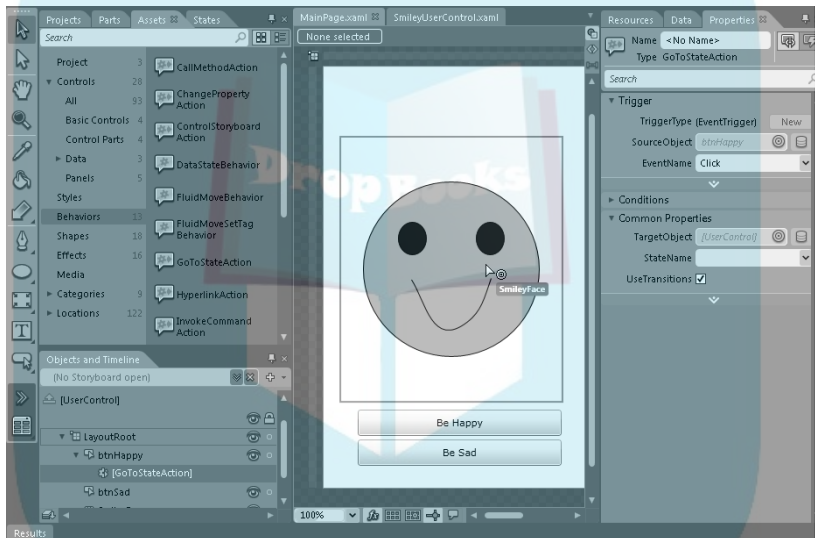 Projects Parts Assets States
Search
Project 3
Controls 28
All 93
Basic Controls 4
Control Parts 4
Data 3
Panels 5
Styles
Behaviors 13
Shapes 18
Effects 16
Media
Categories 9
Locations 122
CallMethodAction
ChangeProperty
Action
ControlStoryboard
Action
DataStateBehavior
FluidMoveBehavior
FluidMoveSetTag
Behavior
GoToStateAction
HyperlinkAction
InvokeCommand
Action
Objects and Timeline
(No Storyboard open)
[UserControl]
LayoutRoot
btnHappy
[GoToStateAction]
btnSad
Results
MainPage.xaml SmileyUserControl.xaml
None selected
Drop Books
SmileyFace
Be Happy
Be Sad
100%
Resources Data Properties
Name <No Name>
Type GoToStateAction
Search
Trigger
TriggerType (EventTrigger) New
SourceObject btnHappy
EventName Click
Conditions
Common Properties
TargetObject [UserControl]
StateName
UseTransitions